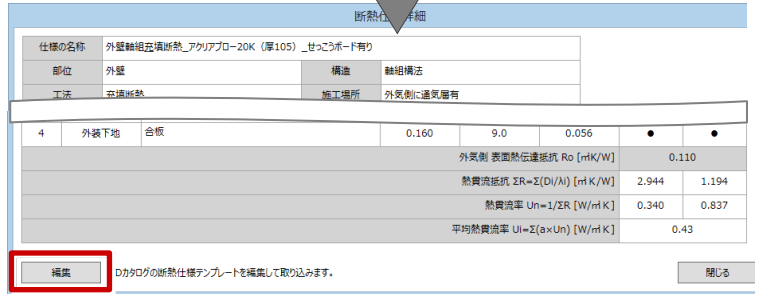 断熱仕 詳細
仕様の名称 外壁軸組充填断熱_アクリアブロー20K（厚105）_せっこうボード有り
部位 外壁 構造 軸組構法
工法 充填断熱 施工場所 外気側に通気層有
4 外装下地 合板 0.160 9.0 0.056 ● ●
外気側 表面熱伝達抵抗 Ro [㎡K/W] 0.110
熱貫流抵抗 ΣR=Σ(Di/λi) [㎡K/W] 2.944 1.194
熱貫流率 Un=1/ΣR [W/㎡K] 0.340 0.837
平均熱貫流率 Ui=Σ(a×Un) [W/㎡K] 0.43
編集 Dカタログの断熱仕様テンプレートを編集して取り込みます。 閉じる